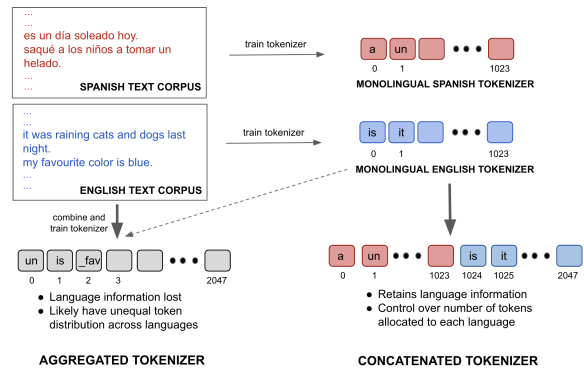 ...
...
es un día soleado hoy.
saqué a los niños a tomar un
helado.
...
...
SPANISH TEXT CORPUS
train tokenizer
a un
0 1 1023
MONOLINGUAL SPANISH TOKENIZER
...
...
it was raining cats and dogs last
night.
my favourite color is blue.
...
...
ENGLISH TEXT CORPUS
train tokenizer
is it
0 1 1023
MONOLINGUAL ENGLISH TOKENIZER
combine and
train tokenizer
un is _fav
0 1 2 3 2047
● Language information lost
● Likely have unequal token
distribution across languages
AGGREGATED TOKENIZER
a un is it
0 1 1023 1024 1025 2047
● Retains language information
● Control over number of tokens
allocated to each language
CONCATENATED TOKENIZER